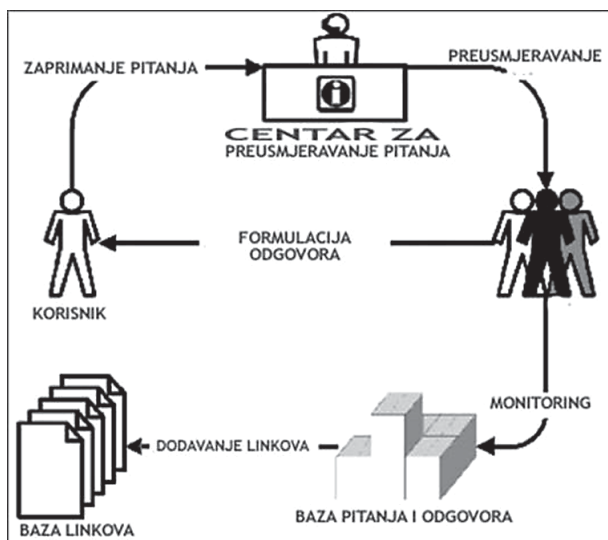 ZAPRIMANJE PITANJA
PREUSMJERAVANJE
i
CENTAR ZA
PREUSMJERAVANJE PITANJA
FORMULACIJA
ODGOVORA
KORISNIK
MONITORING
DODAVANJE LINKOVA
BAZA LINKOVA
BAZA PITANJA I ODGOVORA